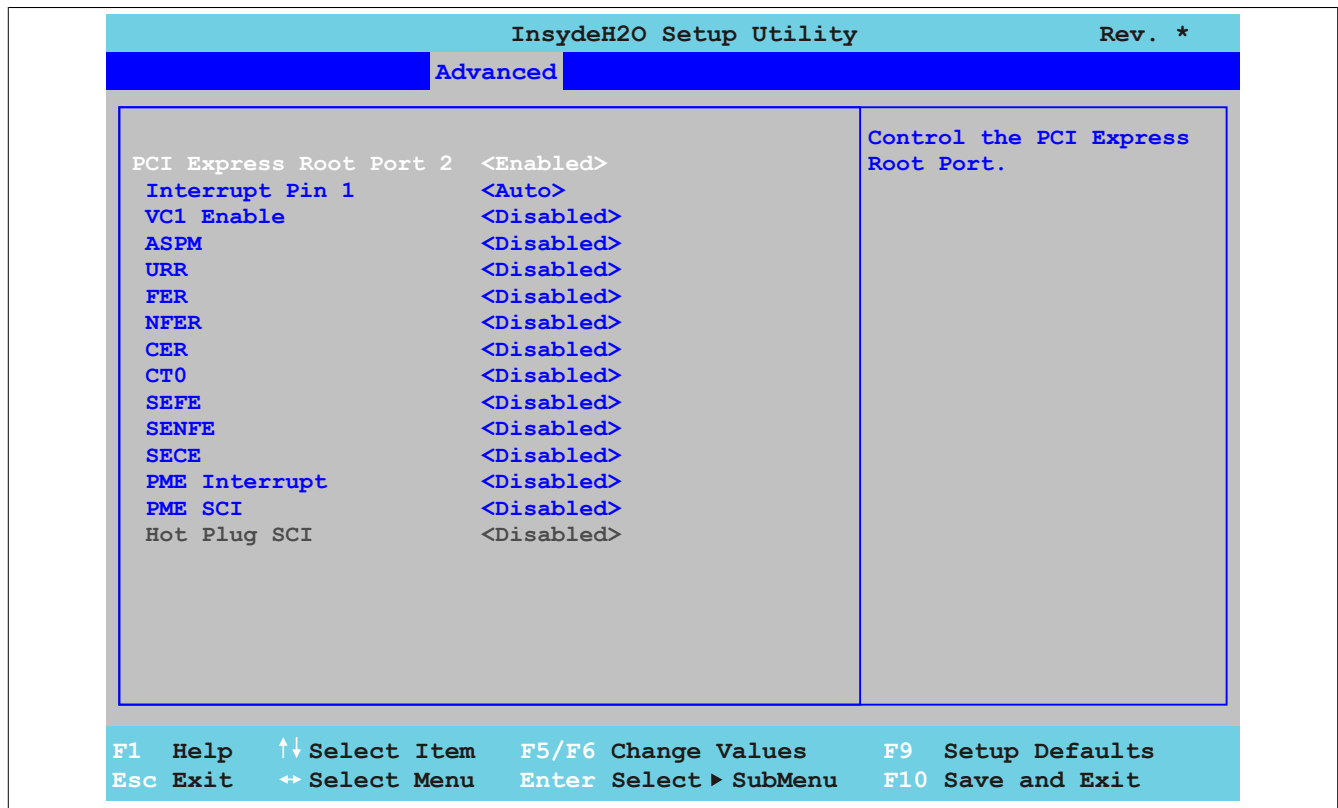 InsydeH2O Setup Utility Rev. *
Advanced
PCI Express Root Port 2 <Enabled>
Interrupt Pin 1 <Auto>
VC1 Enable <Disabled>
ASPM <Disabled>
URR <Disabled>
FER <Disabled>
NFER <Disabled>
CER <Disabled>
CT0 <Disabled>
SEFE <Disabled>
SENFE <Disabled>
SECE <Disabled>
PME Interrupt <Disabled>
PME SCI <Disabled>
Hot Plug SCI <Disabled>
Control the PCI Express
Root Port.
F1 Help ↑↓ Select Item F5/F6 Change Values F9 Setup Defaults
Esc Exit ↔ Select Menu Enter Select ▶ SubMenu F10 Save and Exit